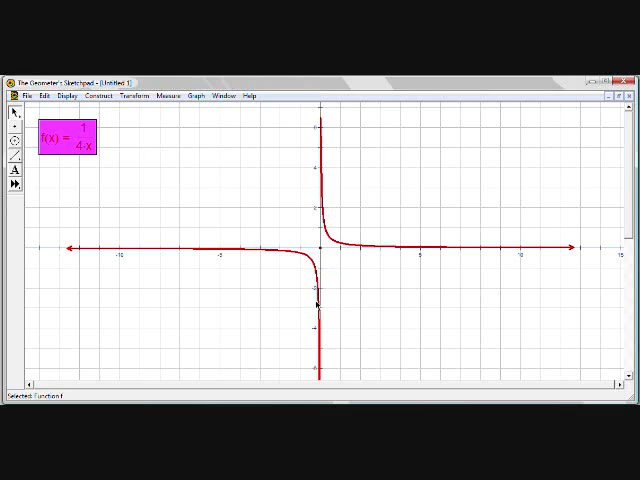 The Geometer's Sketchpad - [Untitled 1]
File Edit Display Construct Transform Measure Graph Window Help
A
f(x) = 1
4·x
6
4
2
-10 -5 5 10 15
-2
-4
-6
Selected: Function f